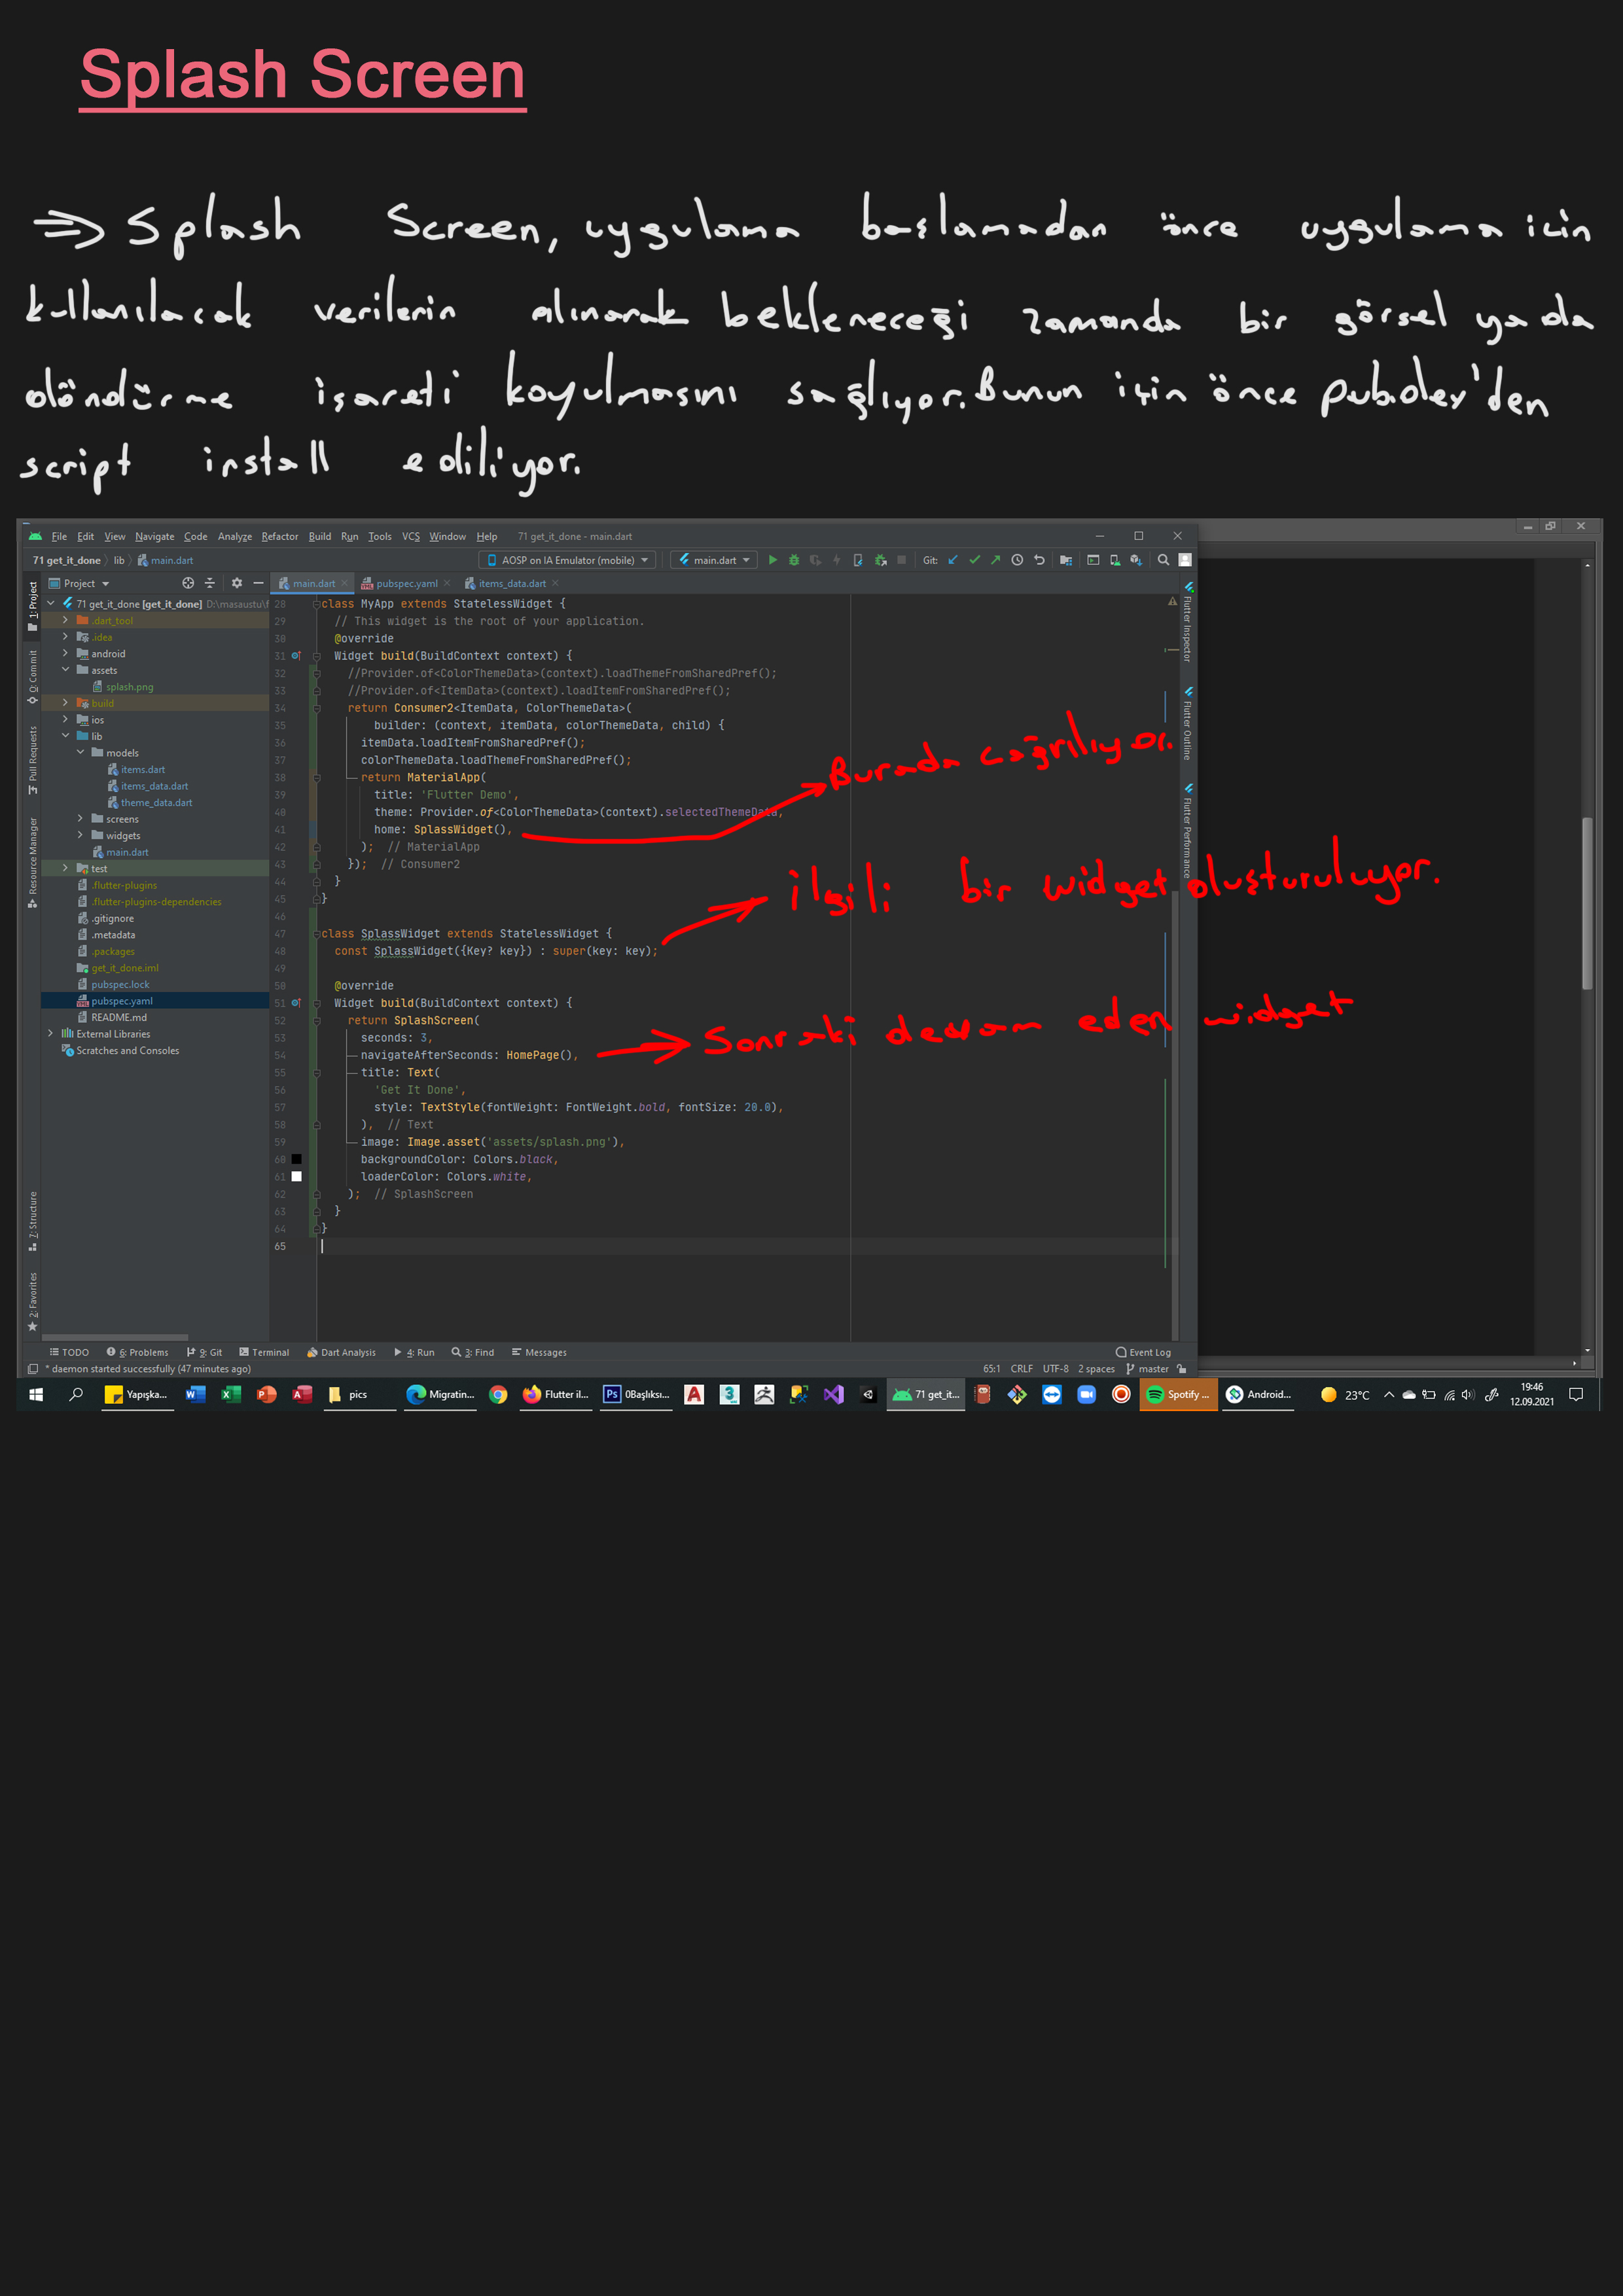 Splash Screen
⇒ Splash Screen, uygulama başlamadan önce uygulama için
kullanılacak verilerin alınarak bekleneceği zamanda bir görsel ya da
döndürme işareti koyulmasını sağlıyor. Bunun için önce pub.dev'den
script install ediliyor.
File Edit View Navigate Code Analyze Refactor Build Run Tools VCS Window Help 71 get_it_done - main.dart
71 get_it_done lib main.dart AOSP on IA Emulator (mobile) main.dart Git:
Project main.dart pubspec.yaml items_data.dart
71 get_it_done [get_it_done] D:\masaustu\f
.dart_tool
.idea
android
assets
splash.png
build
ios
lib
models
items.dart
items_data.dart
theme_data.dart
screens
widgets
main.dart
test
.flutter-plugins
.flutter-plugins-dependencies
.gitignore
.metadata
.packages
get_it_done.iml
pubspec.lock
pubspec.yaml
README.md
External Libraries
Scratches and Consoles
1: Project
0: Commit
Pull Requests
Resource Manager
7: Structure
2: Favorites
28 class MyApp extends StatelessWidget {
29 // This widget is the root of your application.
30 @override
31 Widget build(BuildContext context) {
32 //Provider.of<ColorThemeData>(context).loadThemeFromSharedPref();
33 //Provider.of<ItemData>(context).loadItemFromSharedPref();
34 return Consumer2<ItemData, ColorThemeData>(
35 builder: (context, itemData, colorThemeData, child) {
36 itemData.loadItemFromSharedPref();
37 colorThemeData.loadThemeFromSharedPref();
38 return MaterialApp(
39 title: 'Flutter Demo',
40 theme: Provider.of<ColorThemeData>(context).selectedThemeData,
41 home: SplassWidget(),
42 ); // MaterialApp
43 }); // Consumer2
44 }
45 }
46
47 class SplassWidget extends StatelessWidget {
48 const SplassWidget({Key? key}) : super(key: key);
49
50 @override
51 Widget build(BuildContext context) {
52 return SplashScreen(
53 seconds: 3,
54 navigateAfterSeconds: HomePage(),
55 title: Text(
56 'Get It Done',
57 style: TextStyle(fontWeight: FontWeight.bold, fontSize: 20.0),
58 ), // Text
59 image: Image.asset('assets/splash.png'),
60 backgroundColor: Colors.black,
61 loaderColor: Colors.white,
62 ); // SplashScreen
63 }
64 }
65
Burada çağrılıyor.
ilgili bir widget oluşturuluyor.
Sonraki devam eden widget
Flutter Inspector
Flutter Outline
Flutter Performance
TODO 6: Problems 9: Git Terminal Dart Analysis 4: Run 3: Find Messages Event Log
* daemon started successfully (47 minutes ago) 65:1 CRLF UTF-8 2 spaces master
Yapışka... pics Migratin... Flutter il... 0Başlıksı... 71 get_it... Spotify ... Android... 23°C 19:46
12.09.2021